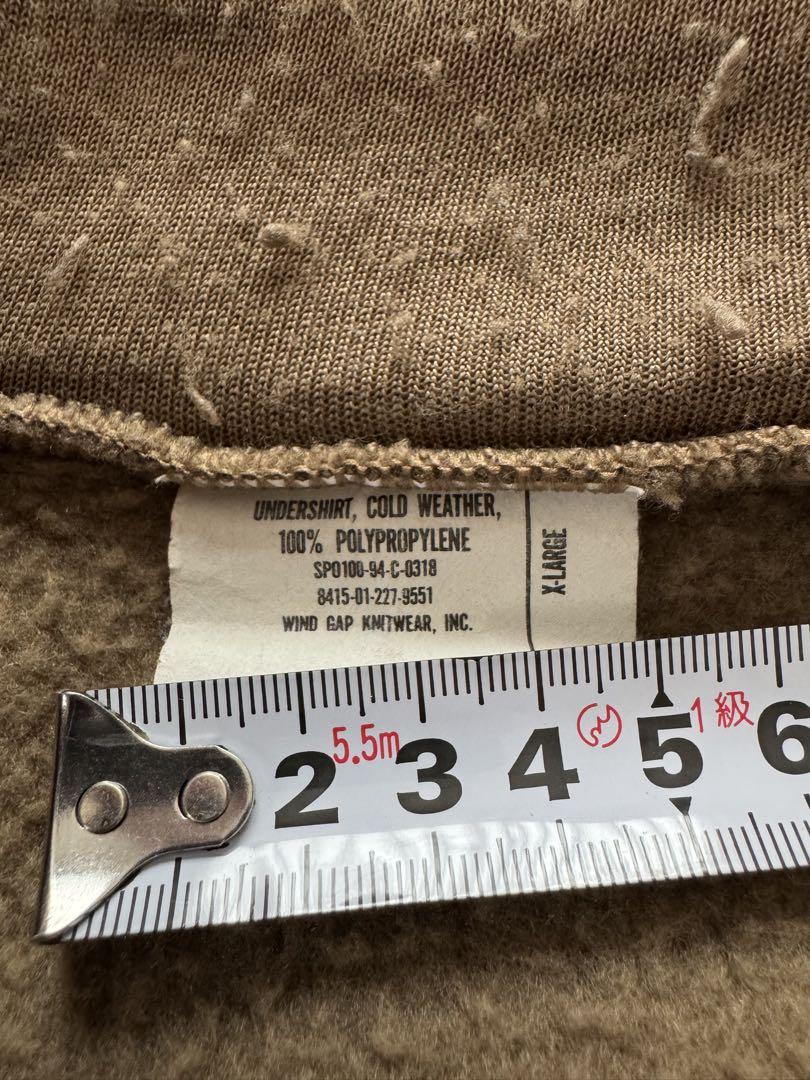 UNDERSHIRT, COLD WEATHER,
100% POLYPROPYLENE
SPO100-94-C-0318
8415-01-227-9551
WIND GAP KNITWEAR, INC.
X-LARGE
5.5m
1級
2 3 4 5 6